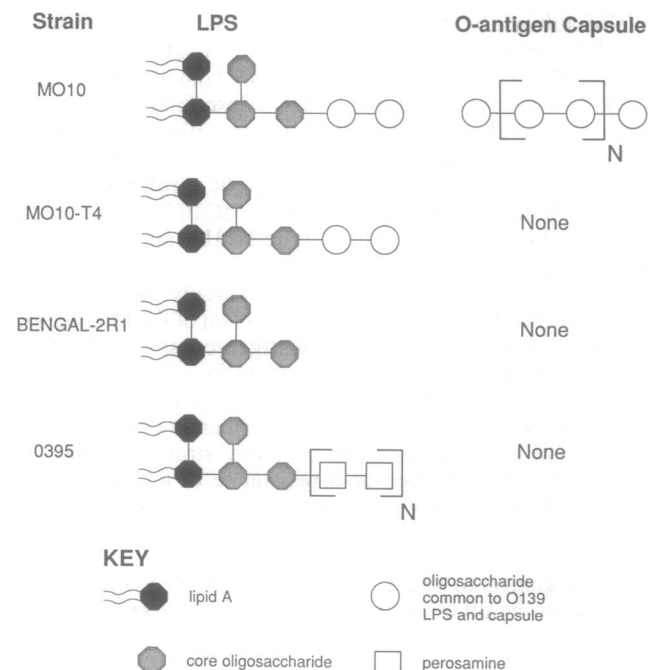 Strain LPS O-antigen Capsule
MO10
N
MO10-T4 None
BENGAL-2R1 None
0395 None
N
KEY
lipid A
oligosaccharide
common to O139
LPS and capsule
core oligosaccharide
perosamine